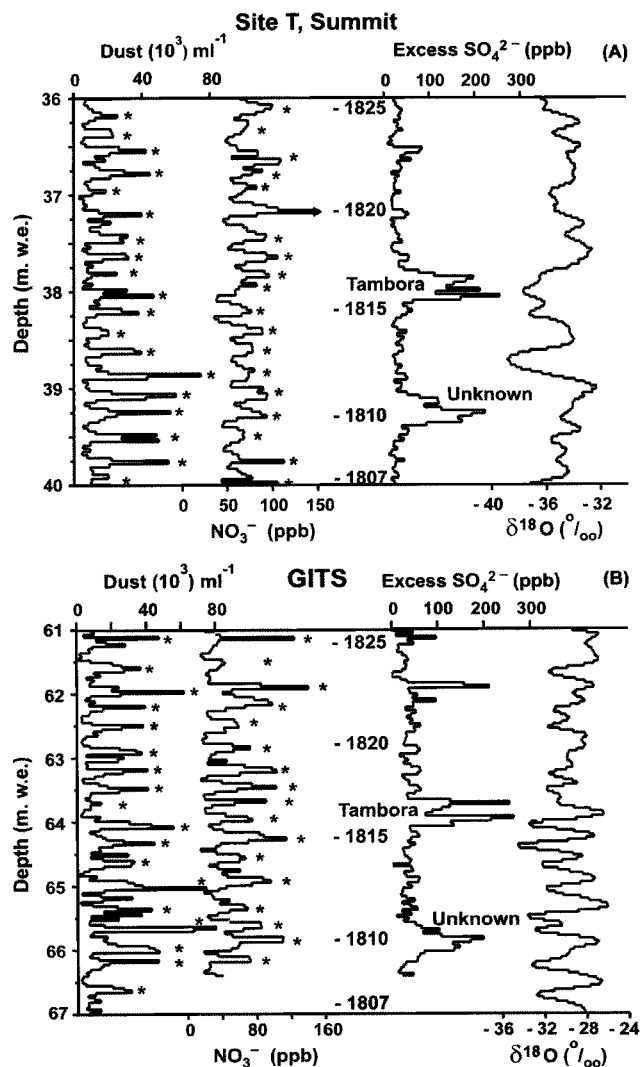 Site T, Summit
Dust (10³) ml⁻¹ Excess SO₄²⁻ (ppb) (A)
0 40 80 0 100 200 300
36 - 1825
37 - 1820
Tambora
38 - 1815
Unknown
39 - 1810
40 - 1807
Depth (m. w.e.)
0 50 100 150 - 40 - 36 - 32
NO₃⁻ (ppb) δ¹⁸O (°/oo)
Dust (10³) ml⁻¹ GITS Excess SO₄²⁻ (ppb) (B)
0 40 80 0 100 200 300
61 - 1825
62
- 1820
63
Tambora
64 - 1815
65
Unknown
66 - 1810
67 - 1807
Depth (m. w.e.)
0 80 160 - 36 - 32 - 28 - 24
NO₃⁻ (ppb) δ¹⁸O (°/oo)